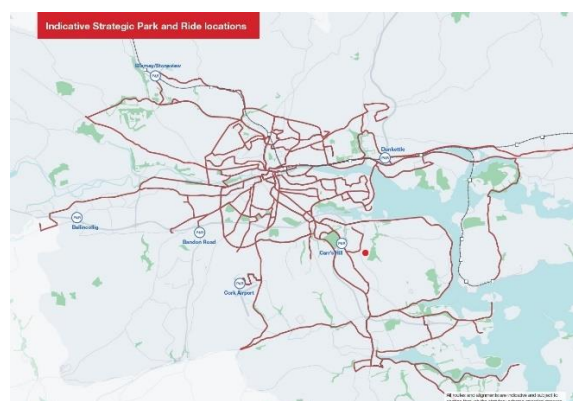 Indicative Strategic Park and Ride locations
Blarney/Stoneview
P+R
P+R
Dunkettle
P+R
Ballincollig
P+R
Bandon Road
P+R
Carr's Hill
P+R
Cork Airport
All routes and alignments are indicative and subject to